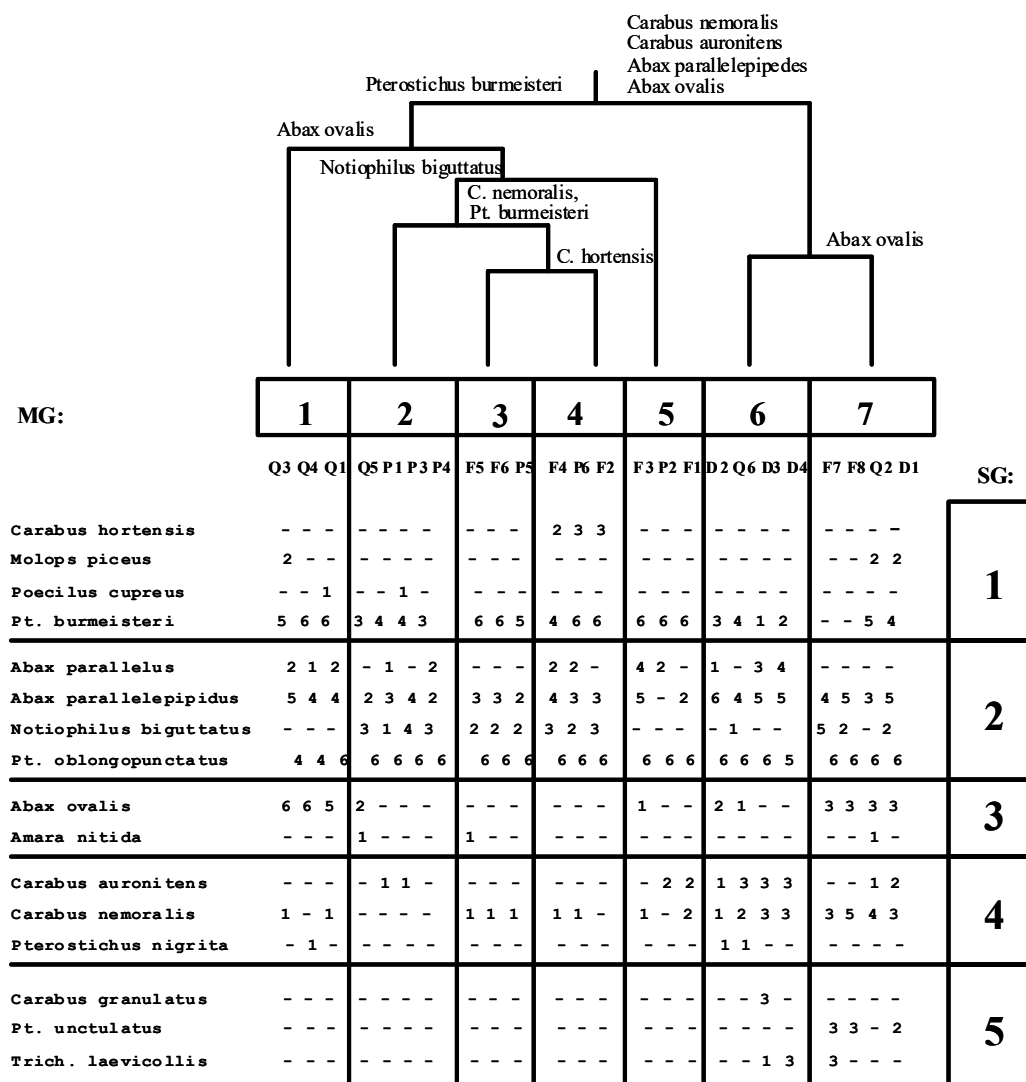 Carabus nemoralis
Carabus auronitens
Abax parallelepipedes
Pterostichus burmeisteri
Abax ovalis
Abax ovalis
Notiophilus biguttatus
C. nemoralis,
Pt. burmeisteri
Abax ovalis
C. hortensis
MG: 1 2 3 4 5 6 7
Q3 Q4 Q1 Q5 P1 P3 P4 F5 F6 P5 F4 P6 F2 F3 P2 F1 D2 Q6 D3 D4 F7 F8 Q2 D1
SG:
Carabus hortensis - - - - - - - - - - 2 3 3 - - - - - - - - - - -
Molops piceus 2 - - - - - - - - - - - - - - - - - - - - - 2 2
Poecilus cupreus - - 1 - - 1 - - - - - - - - - - - - - - - - - -
1
Pt. burmeisteri 5 6 6 3 4 4 3 6 6 5 4 6 6 6 6 6 3 4 1 2 - - 5 4
Abax parallelus 2 1 2 - 1 - 2 - - - 2 2 - 4 2 - 1 - 3 4 - - - -
Abax parallelepipidus 5 4 4 2 3 4 2 3 3 2 4 3 3 5 - 2 6 4 5 5 4 5 3 5
2
Notiophilus biguttatus - - - 3 1 4 3 2 2 2 3 2 3 - - - - 1 - - 5 2 - 2
Pt. oblongopunctatus 4 4 6 6 6 6 6 6 6 6 6 6 6 6 6 6 6 6 6 5 6 6 6 6
Abax ovalis 6 6 5 2 - - - - - - - - - 1 - - 2 1 - - 3 3 3 3
3
Amara nitida - - - 1 - - - 1 - - - - - - - - - - - - - - 1 -
Carabus auronitens - - - - 1 1 - - - - - - - - 2 2 1 3 3 3 - - 1 2
Carabus nemoralis 1 - 1 - - - - 1 1 1 1 1 - 1 - 2 1 2 3 3 3 5 4 3
4
Pterostichus nigrita - 1 - - - - - - - - - - - - - - 1 1 - - - - - -
Carabus granulatus - - - - - - - - - - - - - - - - - - 3 - - - - -
Pt. unctulatus - - - - - - - - - - - - - - - - - - - - 3 3 - 2
5
Trich. laevicollis - - - - - - - - - - - - - - - - - - 1 3 3 - - -